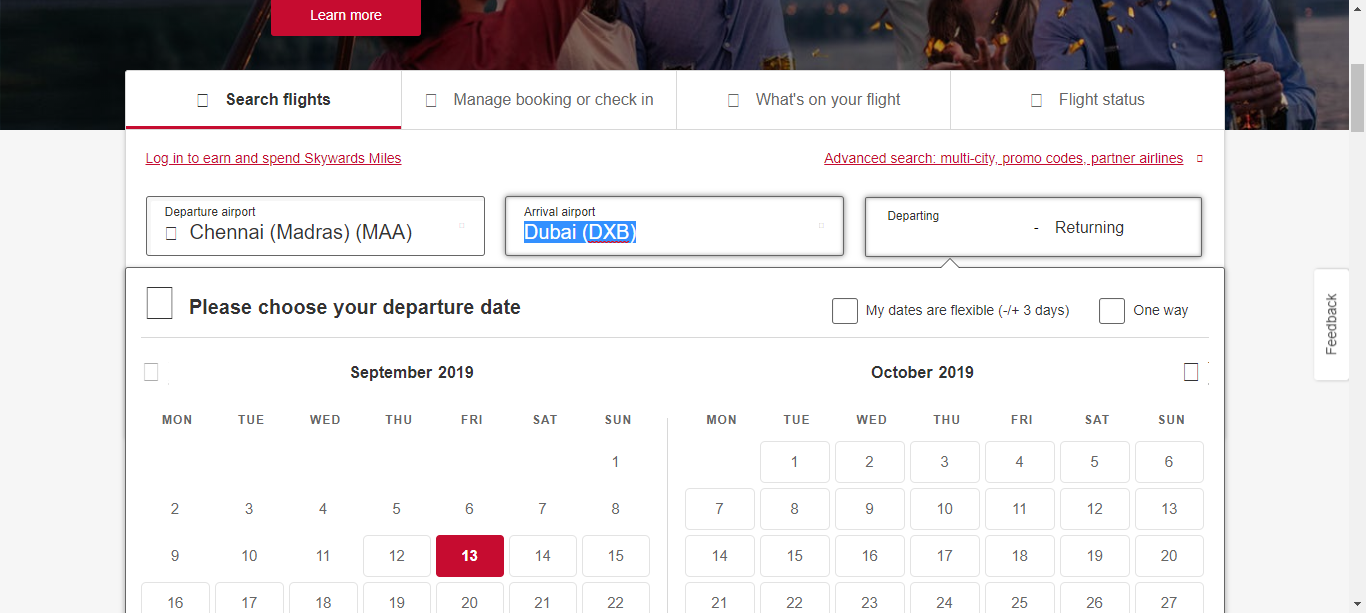 Learn more
Search flights
Manage booking or check in
What's on your flight
Flight status
Log in to earn and spend Skywards Miles
Advanced search: multi-city, promo codes, partner airlines
Departure airport
Chennai (Madras) (MAA)
Arrival airport
Dubai (DXB)
Departing
- Returning
Feedback
Please choose your departure date
My dates are flexible (-/+ 3 days)
One way
September 2019
MON TUE WED THU FRI SAT SUN
1
2 3 4 5 6 7 8
9 10 11 12 13 14 15
16 17 18 19 20 21 22
October 2019
MON TUE WED THU FRI SAT SUN
1 2 3 4 5 6
7 8 9 10 11 12 13
14 15 16 17 18 19 20
21 22 23 24 25 26 27